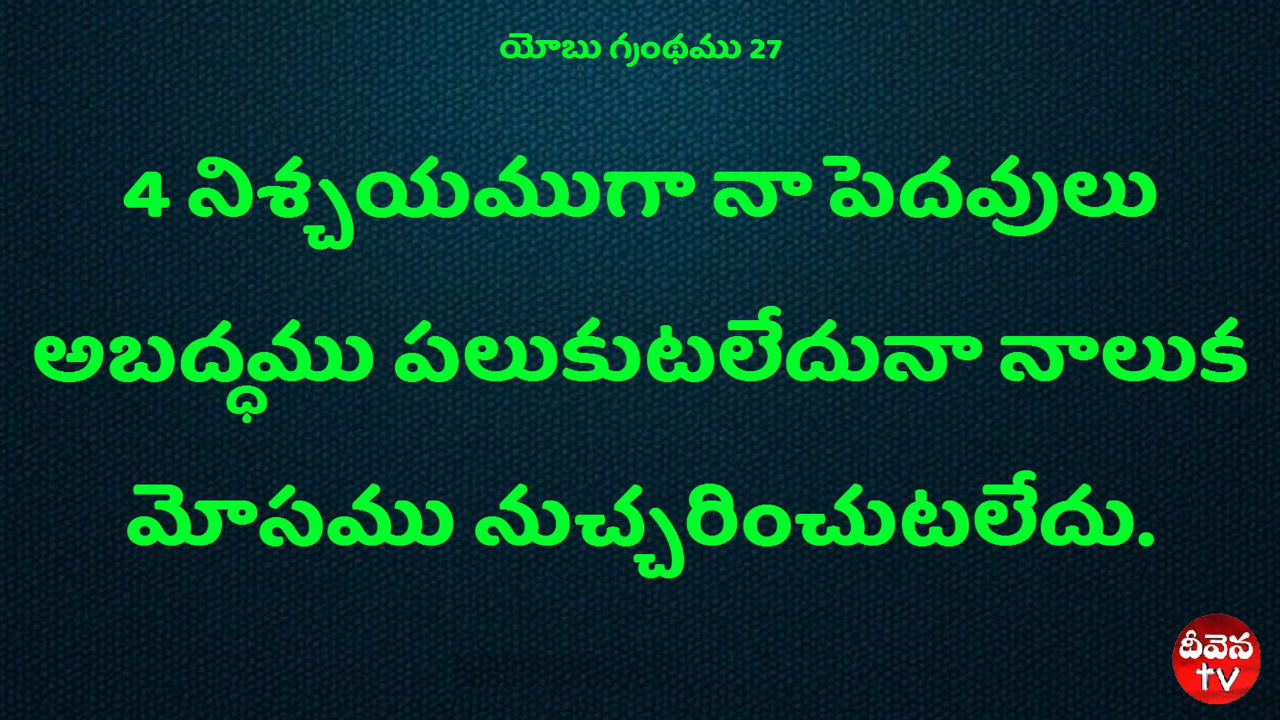 యోబు గ్రంథము 27
4 నిశ్చయముగా నా పెదవులు
అబద్ధము పలుకుటలేదునా నాలుక
మోసము నుచ్చరించుటలేదు.
దీవెన
tv